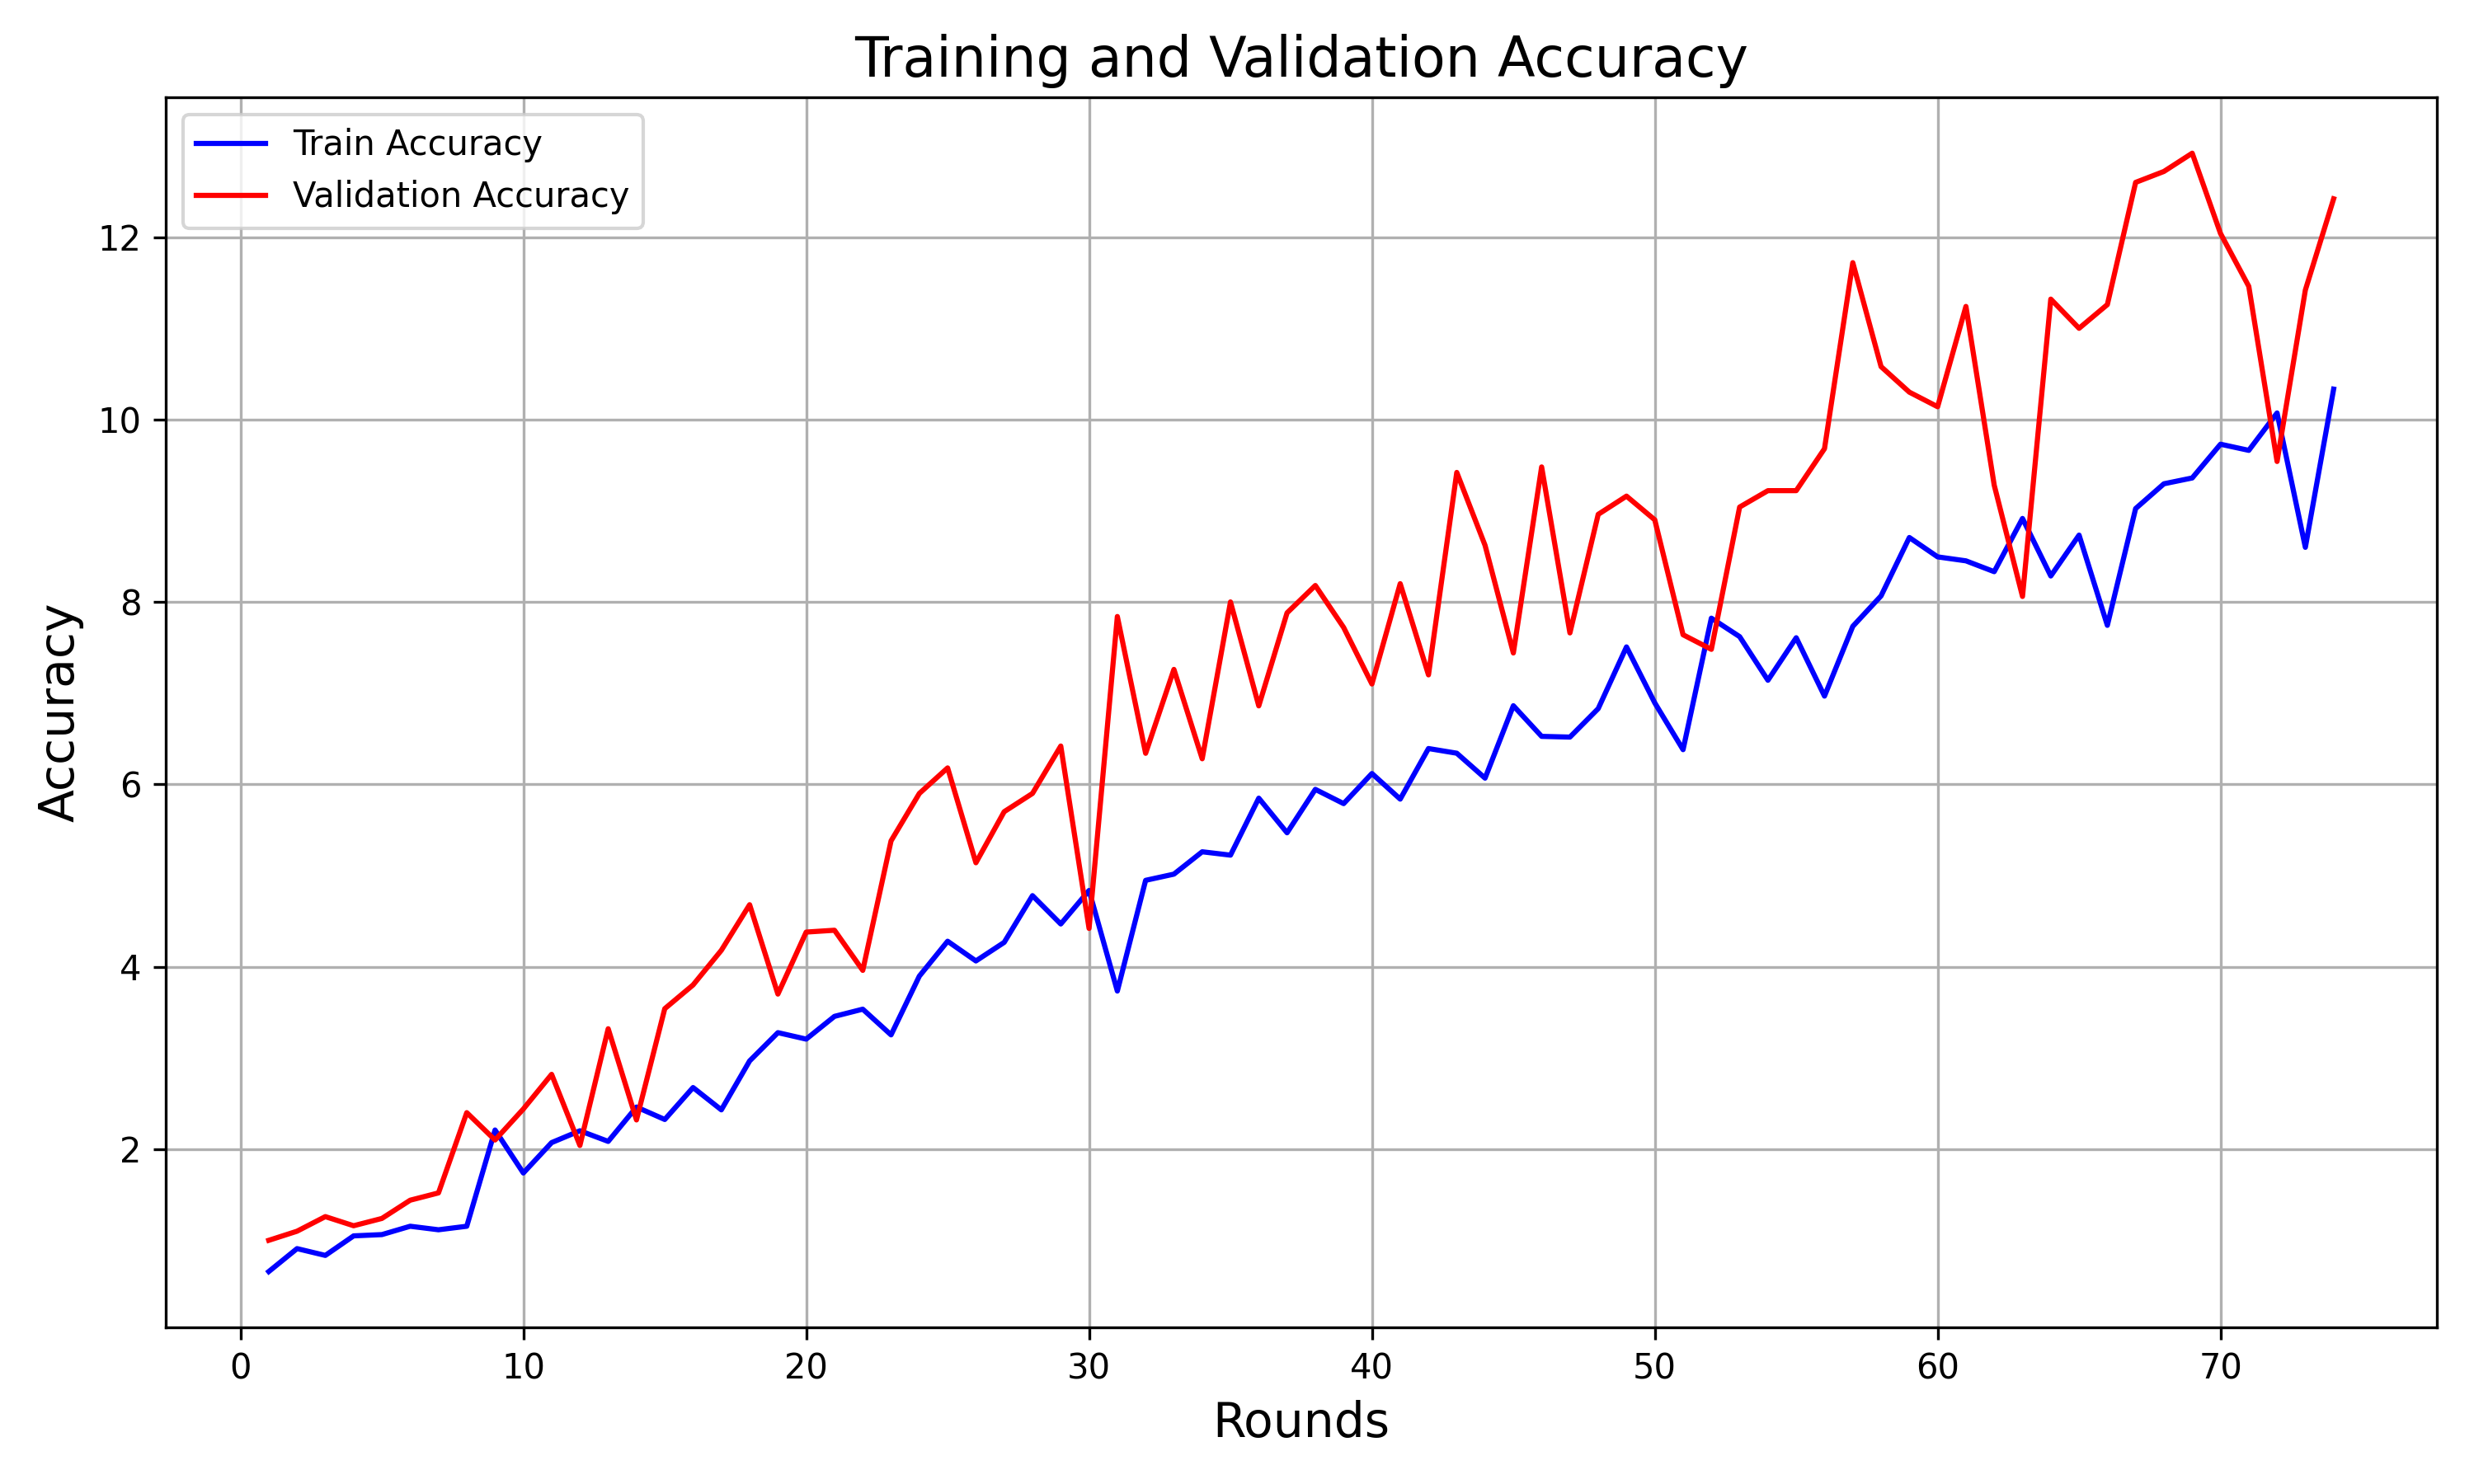 Training and Validation Accuracy
Train Accuracy
Validation Accuracy
Accuracy
12
10
8
6
4
2
0 10 20 30 40 50 60 70
Rounds